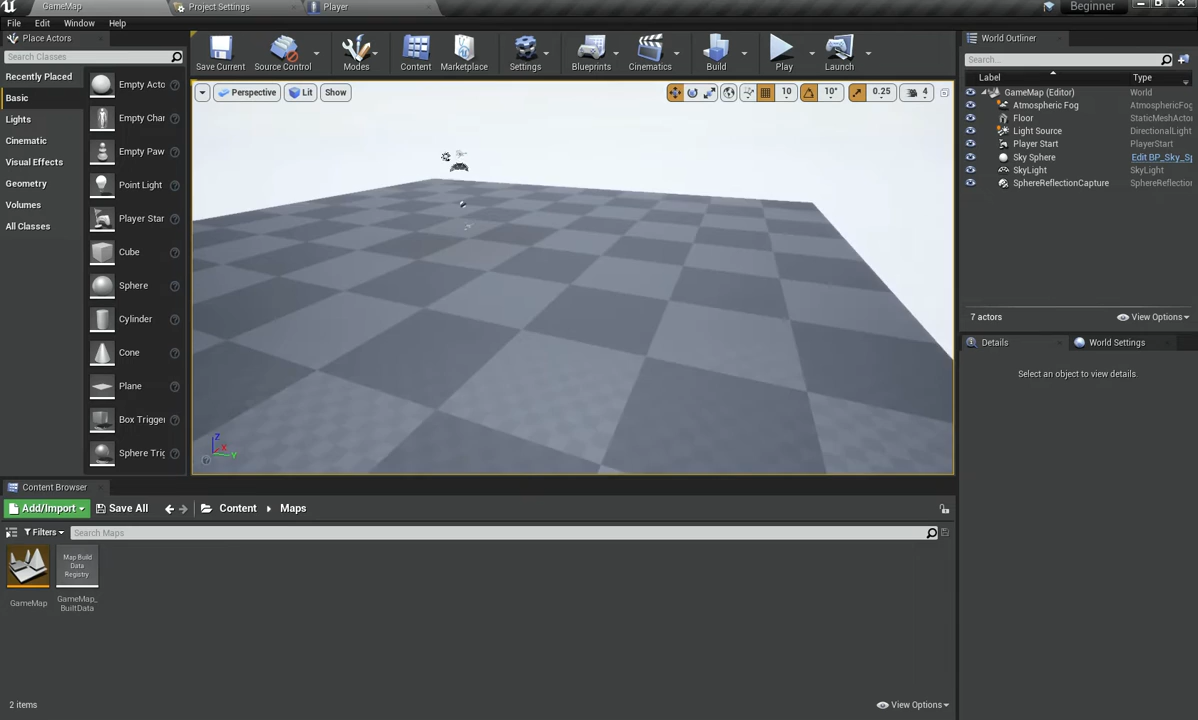 GameMap
Project Settings
Player
Beginner
File
Edit
Window
Help
Place Actors
Search Classes
Recently Placed
Basic
Lights
Cinematic
Visual Effects
Geometry
Volumes
All Classes
Empty Acto
Empty Char
Empty Paw
Point Light
Player Star
Cube
Sphere
Cylinder
Cone
Plane
Box Trigger
Sphere Trig
Save Current
Source Control
Modes
Content
Marketplace
Settings
Blueprints
Cinematics
Build
Play
Launch
Perspective
Lit
Show
10
10°
0.25
4
Z
X
Y
World Outliner
Search...
Label
Type
GameMap (Editor)
World
Atmospheric Fog
AtmosphericFog
Floor
StaticMeshActor
Light Source
DirectionalLight
Player Start
PlayerStart
Sky Sphere
Edit BP_Sky_Sp
SkyLight
SkyLight
SphereReflectionCapture
SphereReflection
7 actors
View Options
Details
World Settings
Select an object to view details.
Content Browser
Add/Import
Save All
Content
Maps
Filters
Search Maps
GameMap
Map Build
Data
Registry
GameMap_
BuiltData
2 items
View Options